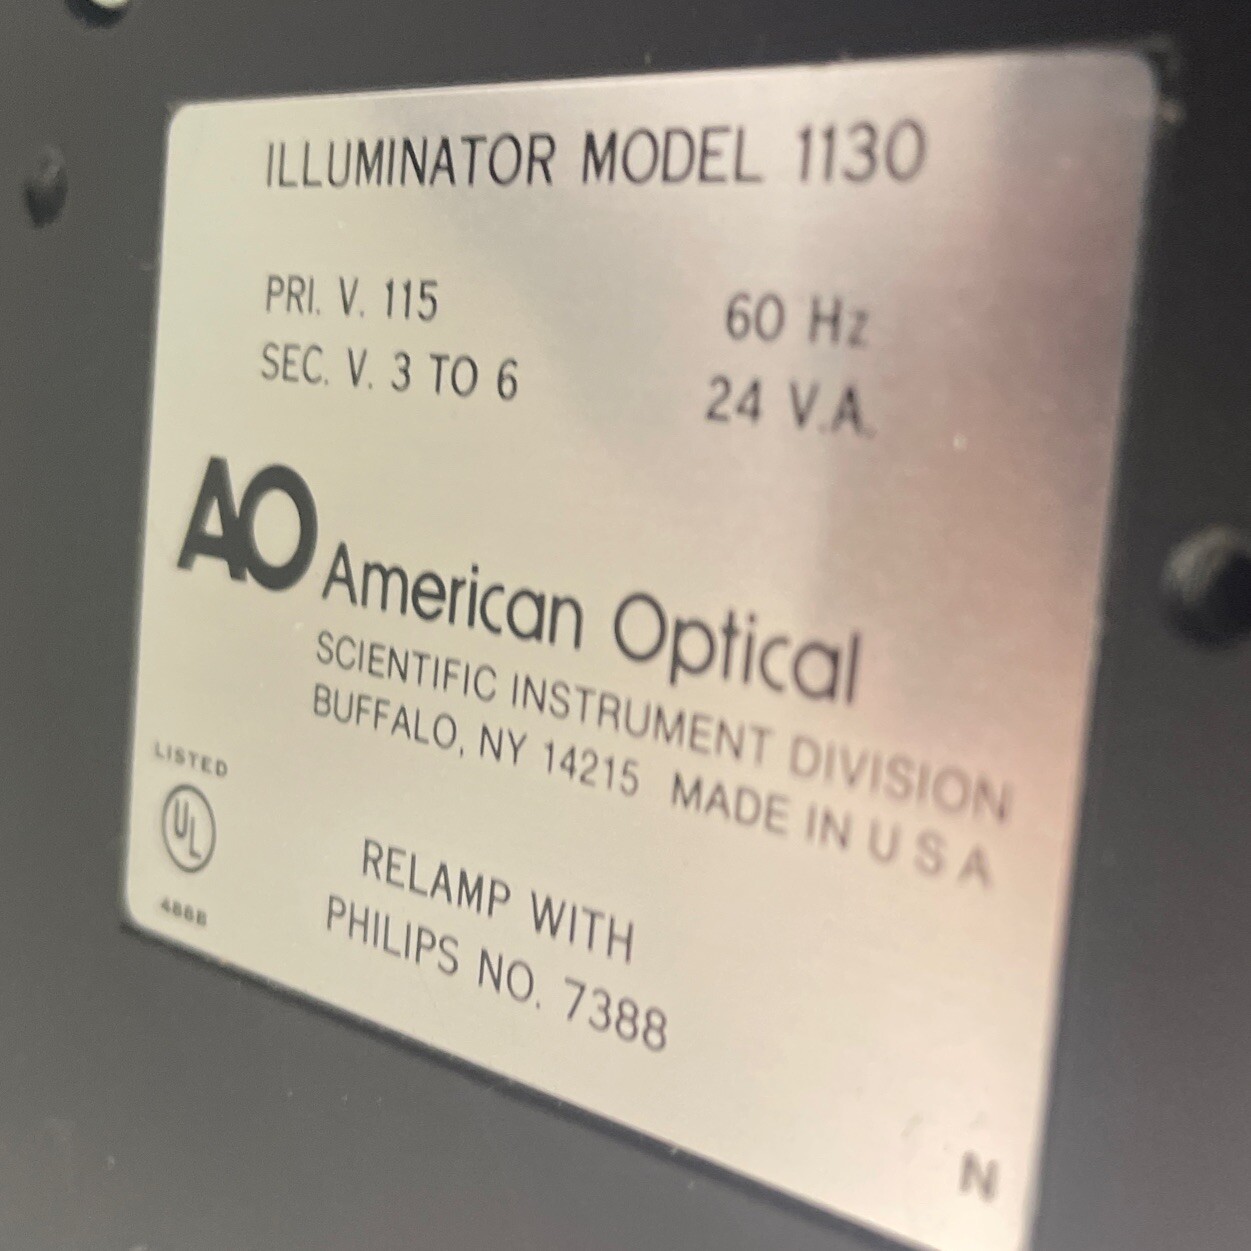 ILLUMINATOR MODEL 1130
PRI. V. 115 60 Hz
SEC. V. 3 TO 6 24 V.A.
AO American Optical
SCIENTIFIC INSTRUMENT DIVISION
BUFFALO, NY 14215 MADE IN U S A
LISTED
UL
486B
RELAMP WITH
PHILIPS NO. 7388
N